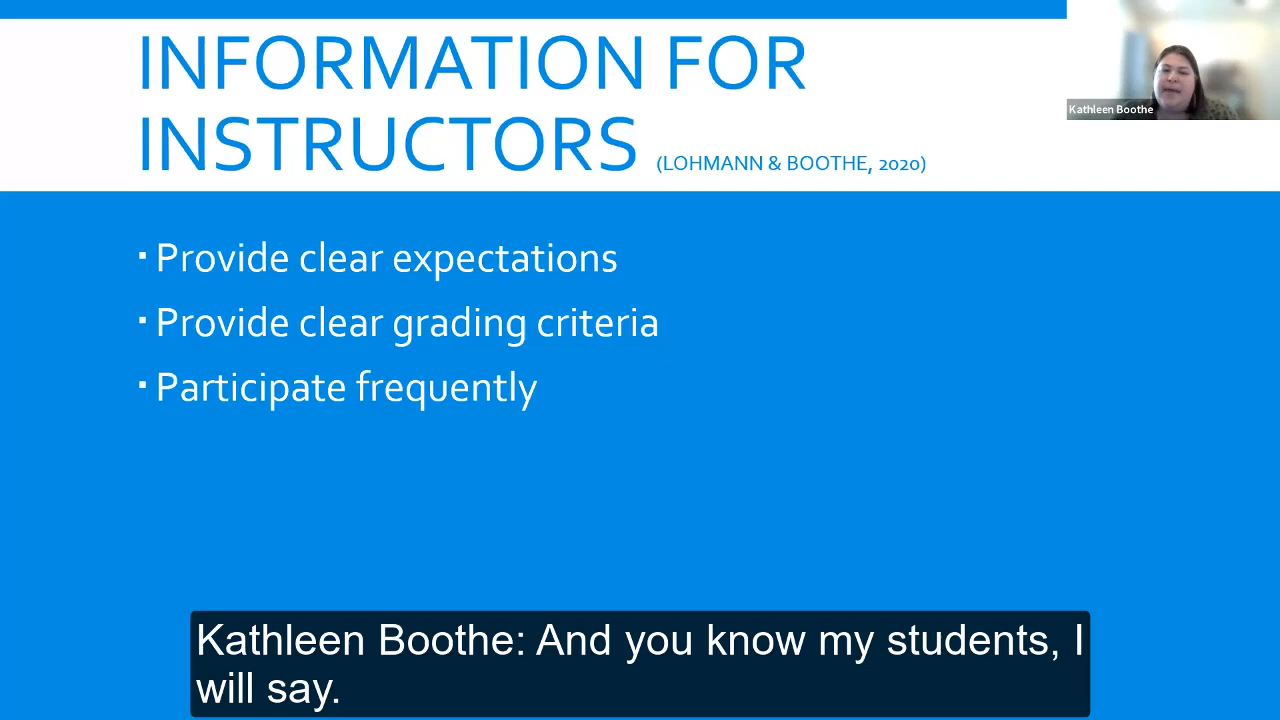 INFORMATION FOR
INSTRUCTORS (LOHMANN & BOOTHE, 2020)
Kathleen Boothe
▪ Provide clear expectations
▪ Provide clear grading criteria
▪ Participate frequently
Kathleen Boothe: And you know my students, I
will say.